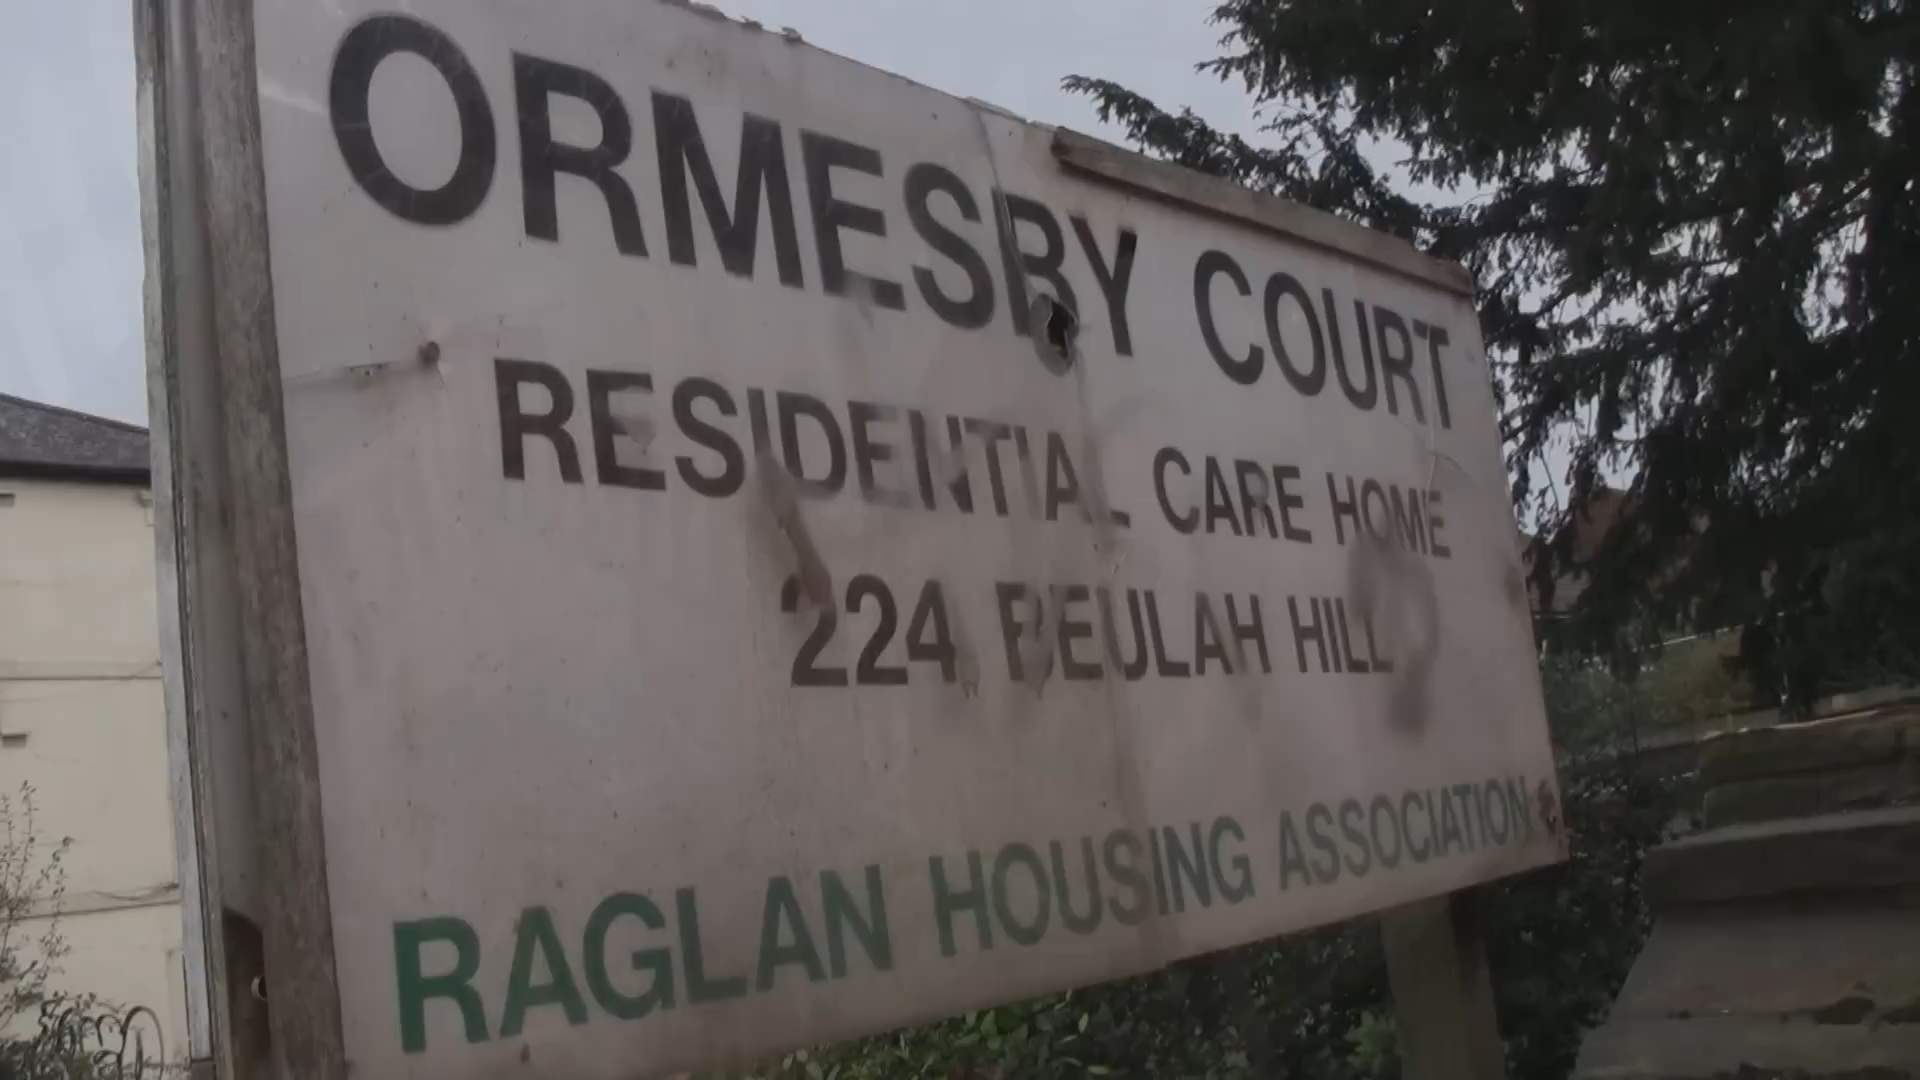 ORMESBY COURT
RESIDENTIAL CARE HOME
224 BEULAH HILL
RAGLAN HOUSING ASSOCIATION